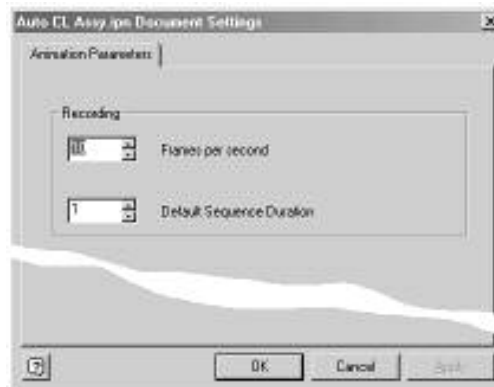 Auto CL Assy.ipn Document Settings
Animation Parameters
Recording
Frames per second
1 Default Sequence Duration
OK Cancel Apply